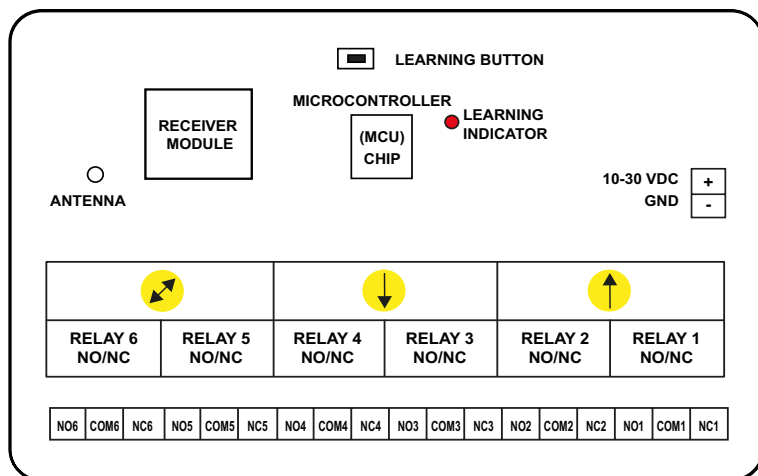 LEARNING BUTTON
MICROCONTROLLER
RECEIVER
MODULE
(MCU)
CHIP
LEARNING
INDICATOR
ANTENNA
10-30 VDC +
GND -
RELAY 6
NO/NC
RELAY 5
NO/NC
RELAY 4
NO/NC
RELAY 3
NO/NC
RELAY 2
NO/NC
RELAY 1
NO/NC
NO6 COM6 NC6 NO5 COM5 NC5 NO4 COM4 NC4 NO3 COM3 NC3 NO2 COM2 NC2 NO1 COM1 NC1